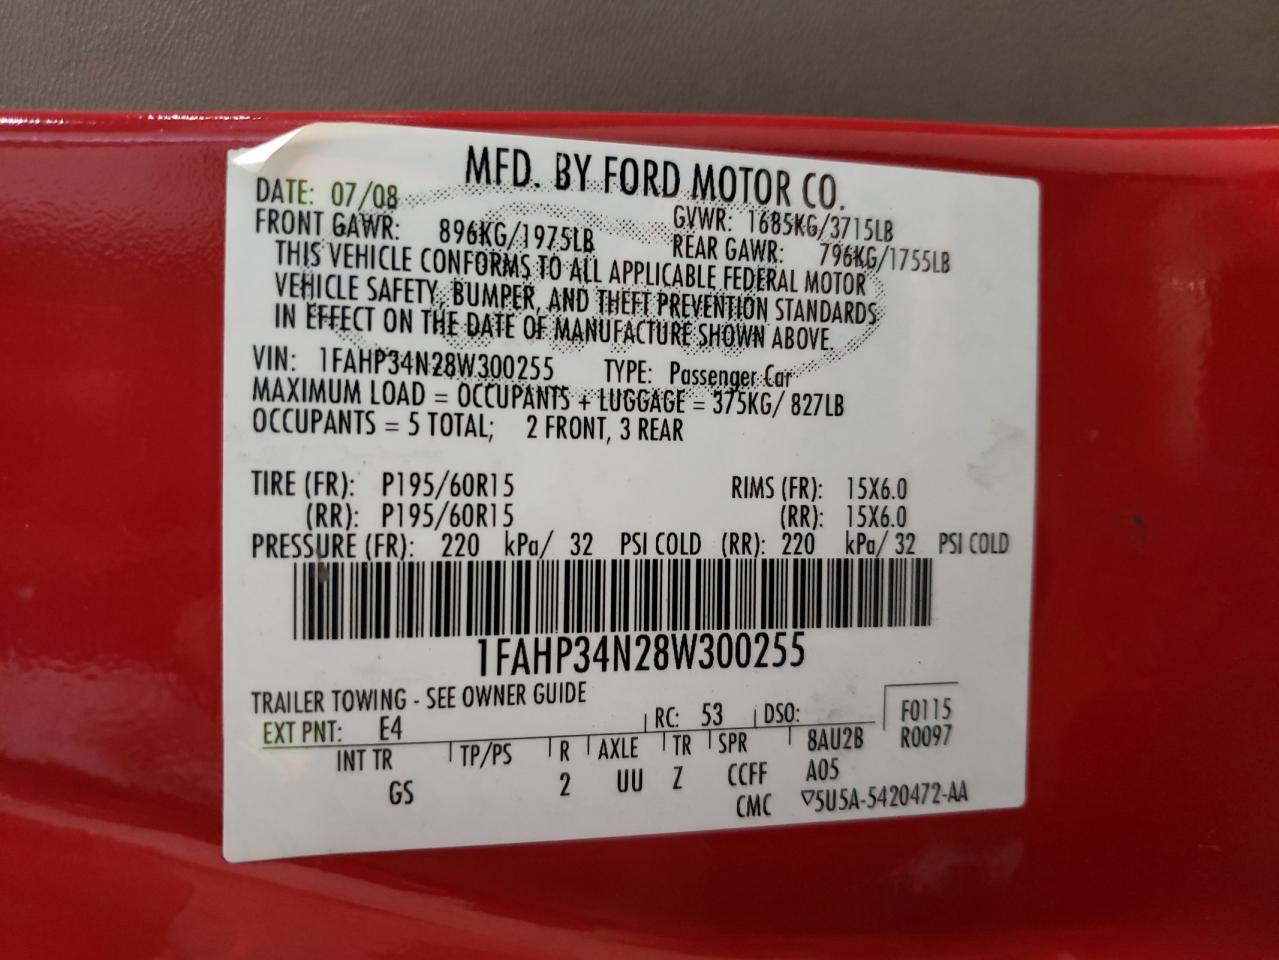 MFD. BY FORD MOTOR CO.
DATE: 07/08 GVWR: 1685KG/3715LB
FRONT GAWR: 896KG/1975LB REAR GAWR: 796KG/1755LB
THIS VEHICLE CONFORMS TO ALL APPLICABLE FEDERAL MOTOR
VEHICLE SAFETY, BUMPER, AND THEFT PREVENTION STANDARDS
IN EFFECT ON THE DATE OF MANUFACTURE SHOWN ABOVE.
VIN: 1FAHP34N28W300255 TYPE: Passenger Car
MAXIMUM LOAD = OCCUPANTS + LUGGAGE = 375KG/ 827LB
OCCUPANTS = 5 TOTAL; 2 FRONT, 3 REAR
TIRE (FR): P195/60R15 RIMS (FR): 15X6.0
(RR): P195/60R15 (RR): 15X6.0
PRESSURE (FR): 220 kPa/ 32 PSI COLD (RR): 220 kPa/ 32 PSI COLD
1FAHP34N28W300255
TRAILER TOWING - SEE OWNER GUIDE
EXT PNT: E4 RC: 53 DSO: F0115
INT TR TP/PS R AXLE TR SPR 8AU2B R0097
GS 2 UU Z CCFF A05
CMC ▽5U5A-5420472-AA